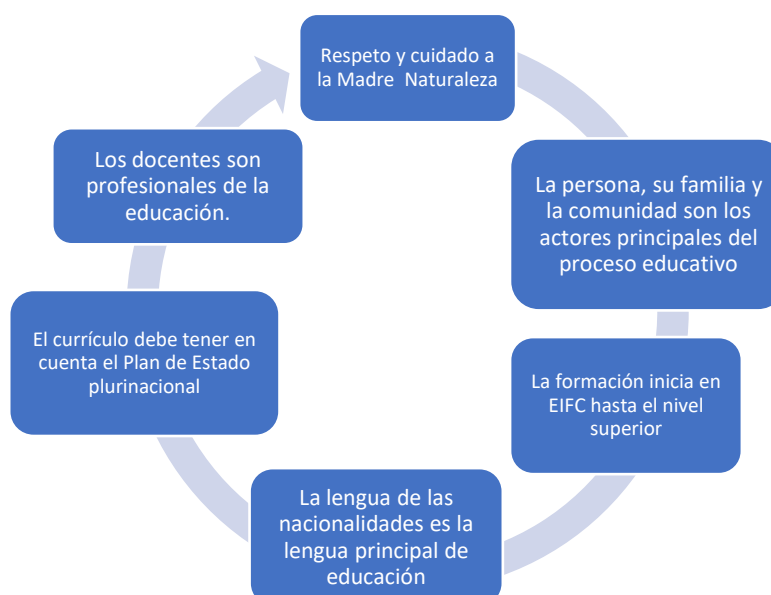 Respeto y cuidado a
la Madre Naturaleza
La persona, su familia y
la comunidad son los
actores principales del
proceso educativo
La formación inicia en
EIFC hasta el nivel
superior
La lengua de las
nacionalidades es la
lengua principal de
educación
El currículo debe tener en
cuenta el Plan de Estado
plurinacional
Los docentes son
profesionales de la
educación.